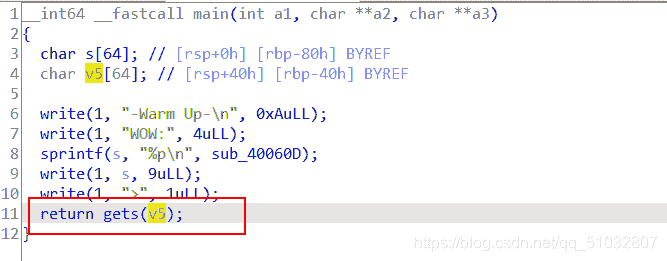 1 __int64 __fastcall main(int a1, char **a2, char **a3)
2 {
3 char s[64]; // [rsp+0h] [rbp-80h] BYREF
4 char v5[64]; // [rsp+40h] [rbp-40h] BYREF
5
6 write(1, "-Warm Up-\n", 0xAuLL);
7 write(1, "WOW:", 4uLL);
8 sprintf(s, "%p\n", sub_40060D);
9 write(1, s, 9uLL);
10 write(1, ">", 1uLL);
11 return gets(v5);
12 }
https://blog.csdn.net/qq_51032807